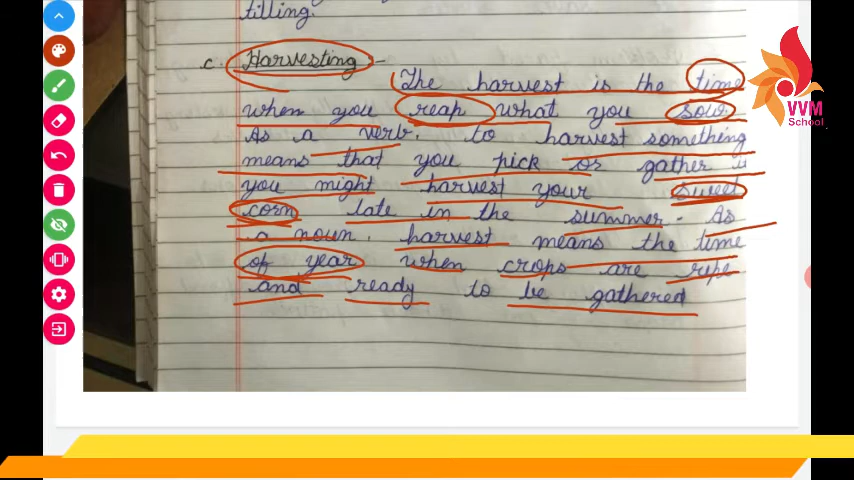 tilling.
c. Harvesting -
The harvest is the time
when you reap what you sow.
As a verb. to harvest something
means that you pick or gather it
you might harvest your sweet
corn late in the summer. As
a noun. harvest means the time
of year when crops are ripe
and ready to be gathered
VVM
School